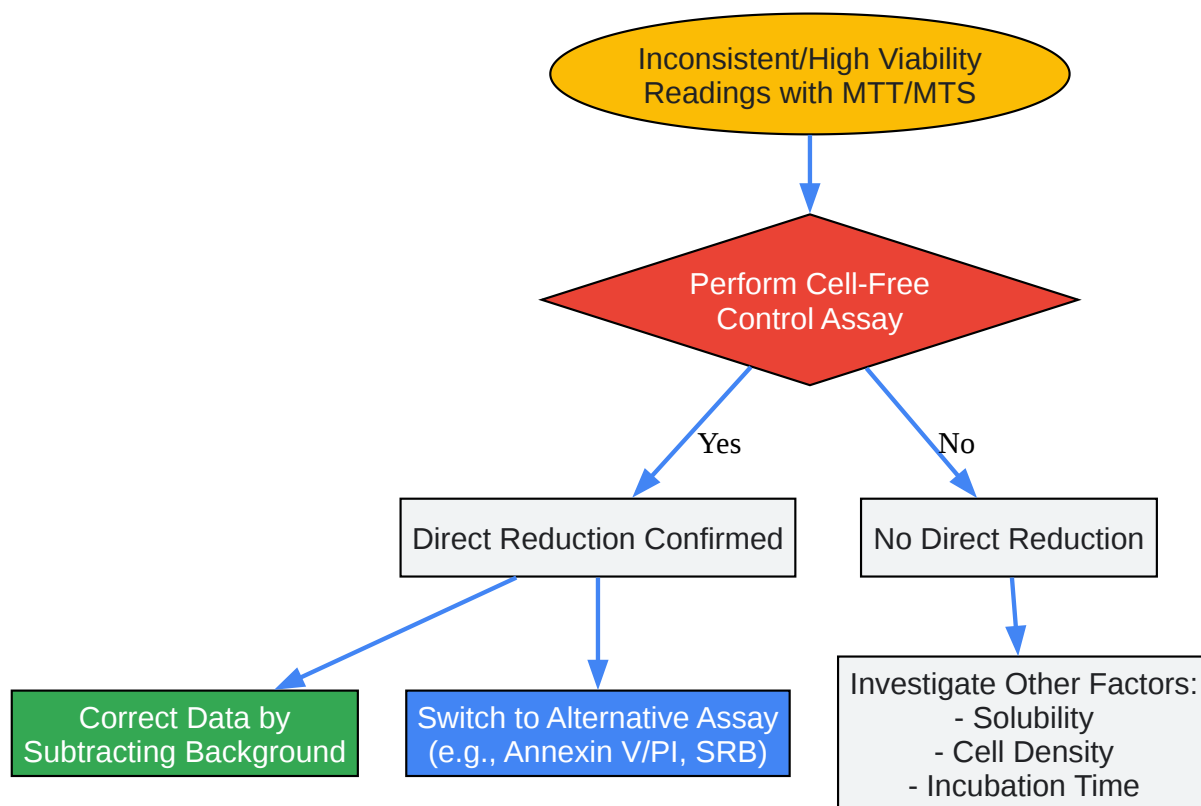 Inconsistent/High Viability
Readings with MTT/MTS
Perform Cell-Free
Control Assay
Yes
No
Direct Reduction Confirmed
No Direct Reduction
Correct Data by
Subtracting Background
Switch to Alternative Assay
(e.g., Annexin V/PI, SRB)
Investigate Other Factors:
- Solubility
- Cell Density
- Incubation Time